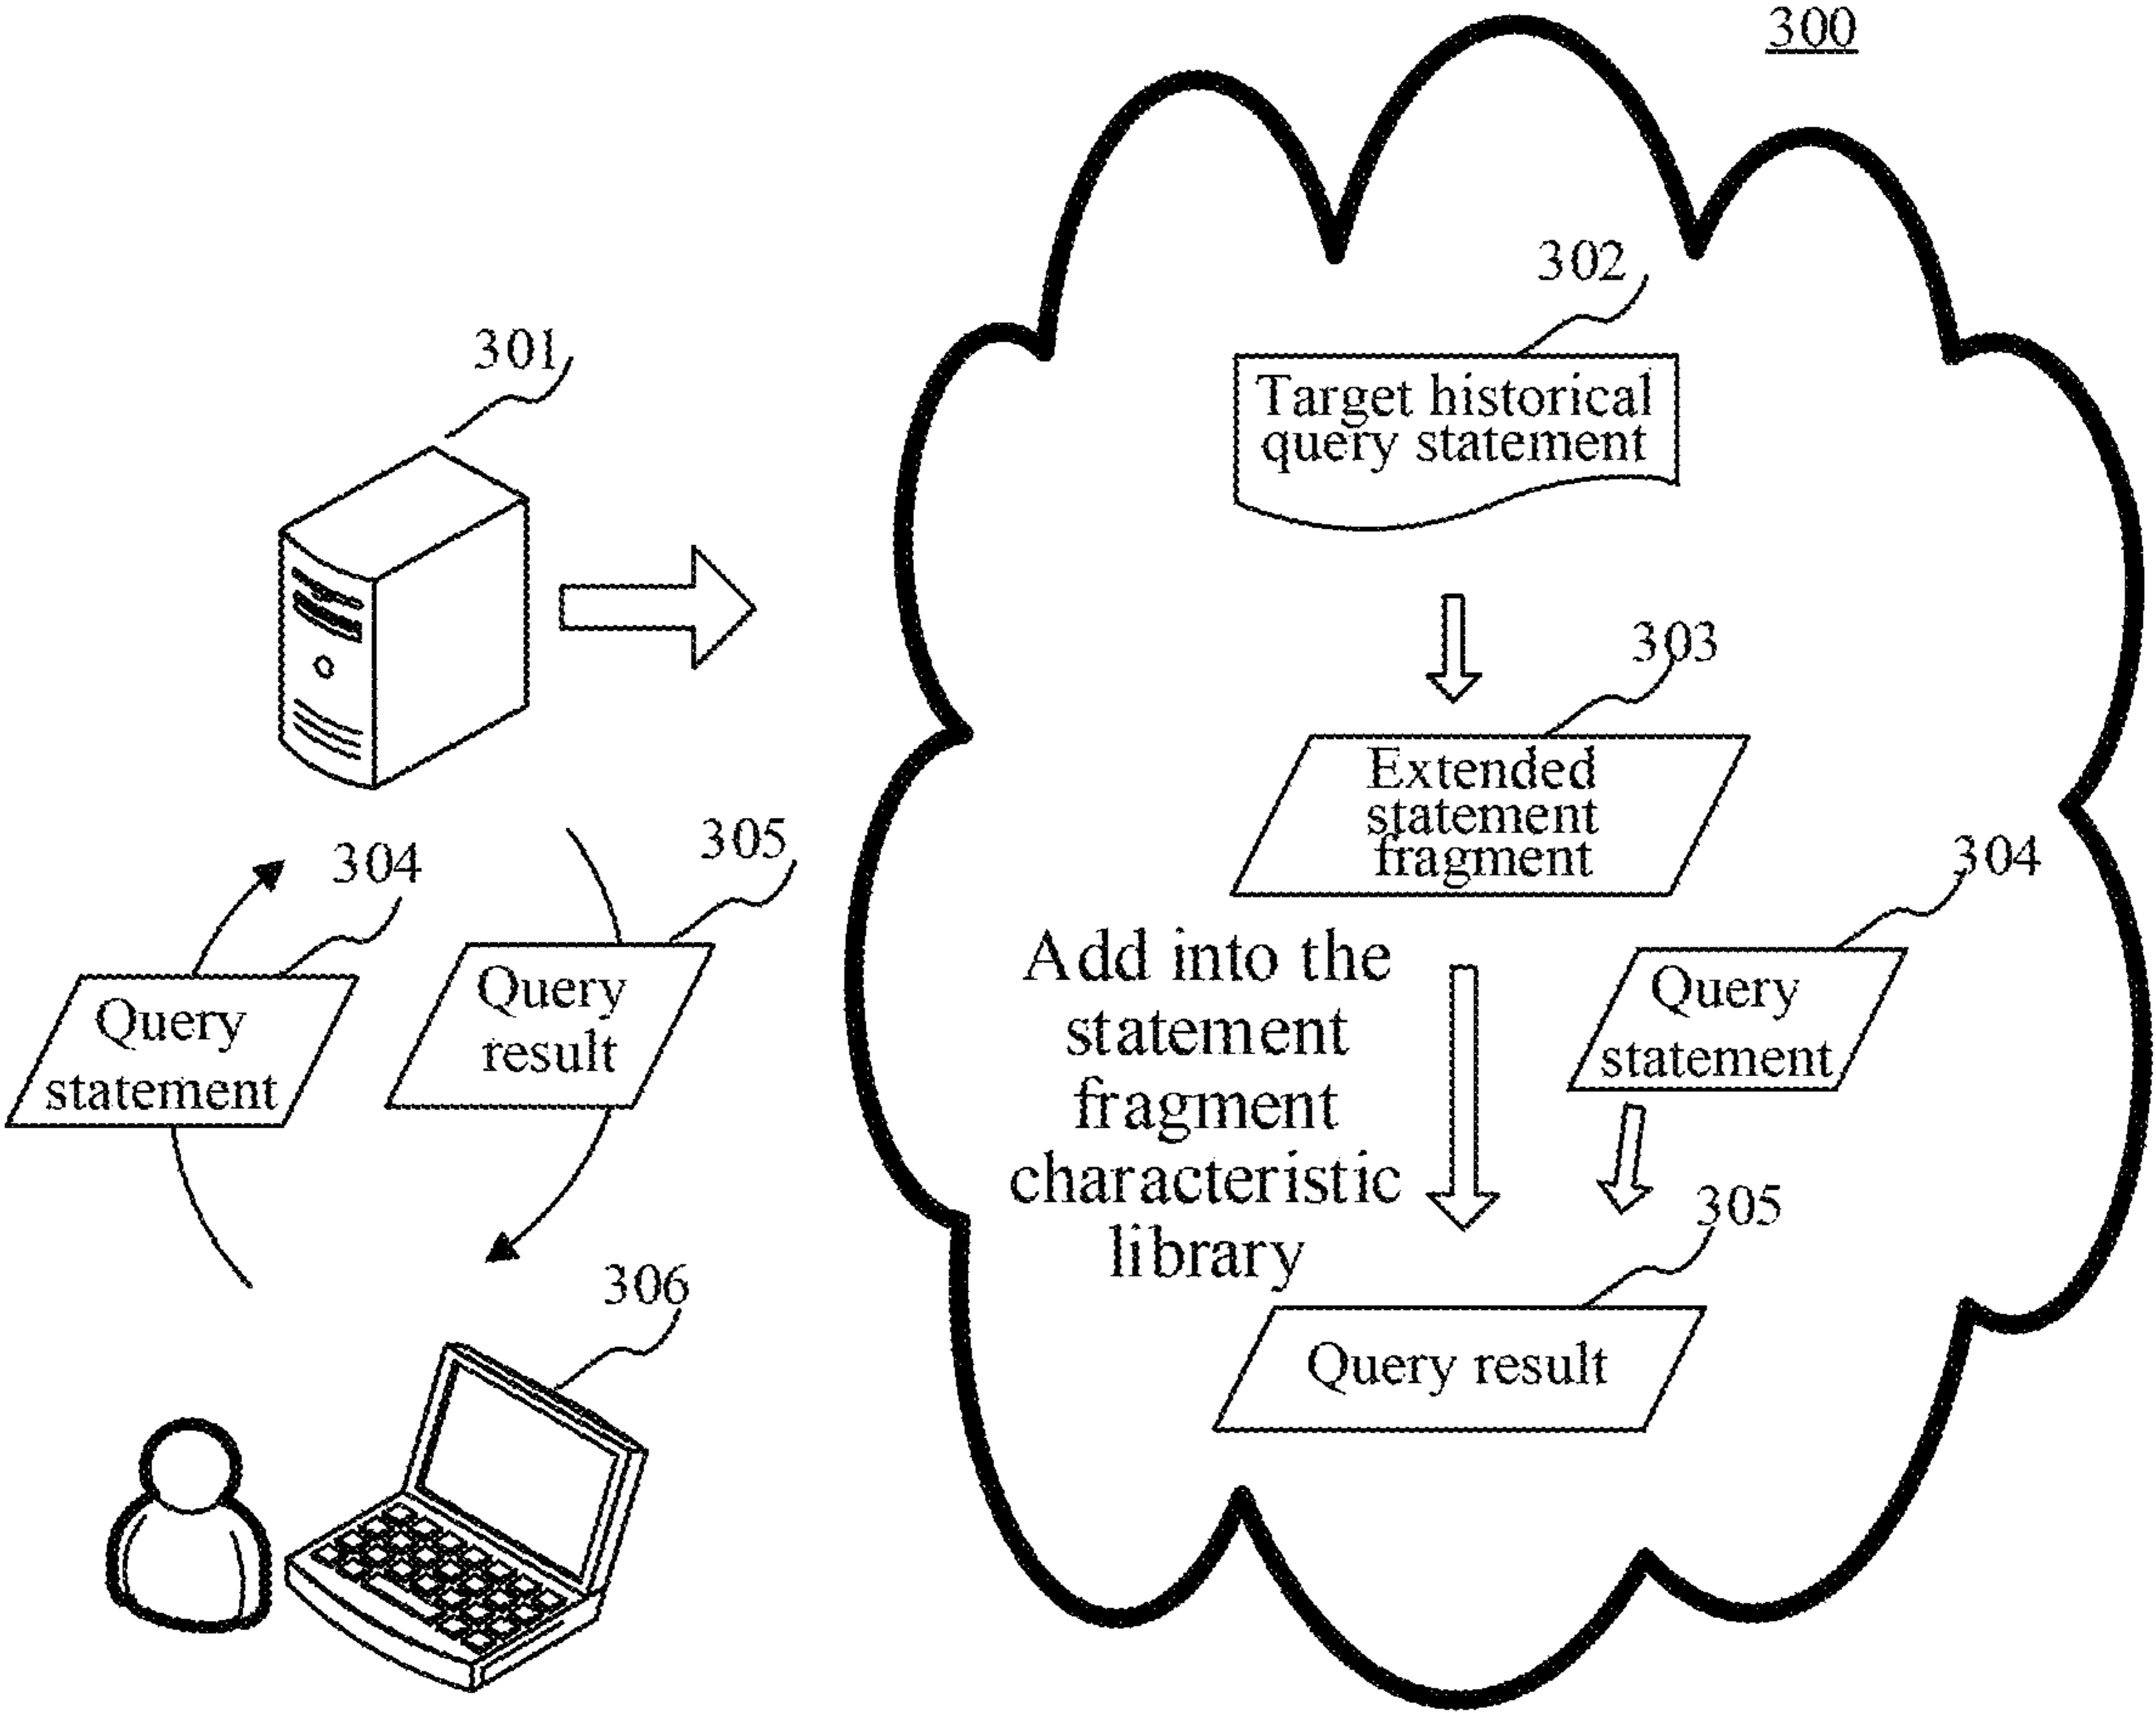 300
302
Target historical
query statement
301
303
Extended
statement
fragment
304
305
304
Query
statement
Query
result
Add into the
statement
fragment
characteristic
library
Query
statement
305
306
Query result